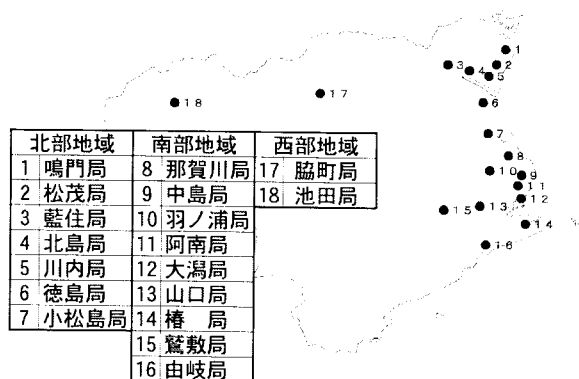 1
2
3
4
5
6
7
8
9
10
11
12
13
14
15
16
17
18
北部地域 南部地域 西部地域
1 鳴門局 8 那賀川局 17 脇町局
2 松茂局 9 中島局 18 池田局
3 藍住局 10 羽ノ浦局
4 北島局 11 阿南局
5 川内局 12 大潟局
6 徳島局 13 山口局
7 小松島局 14 椿 局
15 鷲敷局
16 由岐局